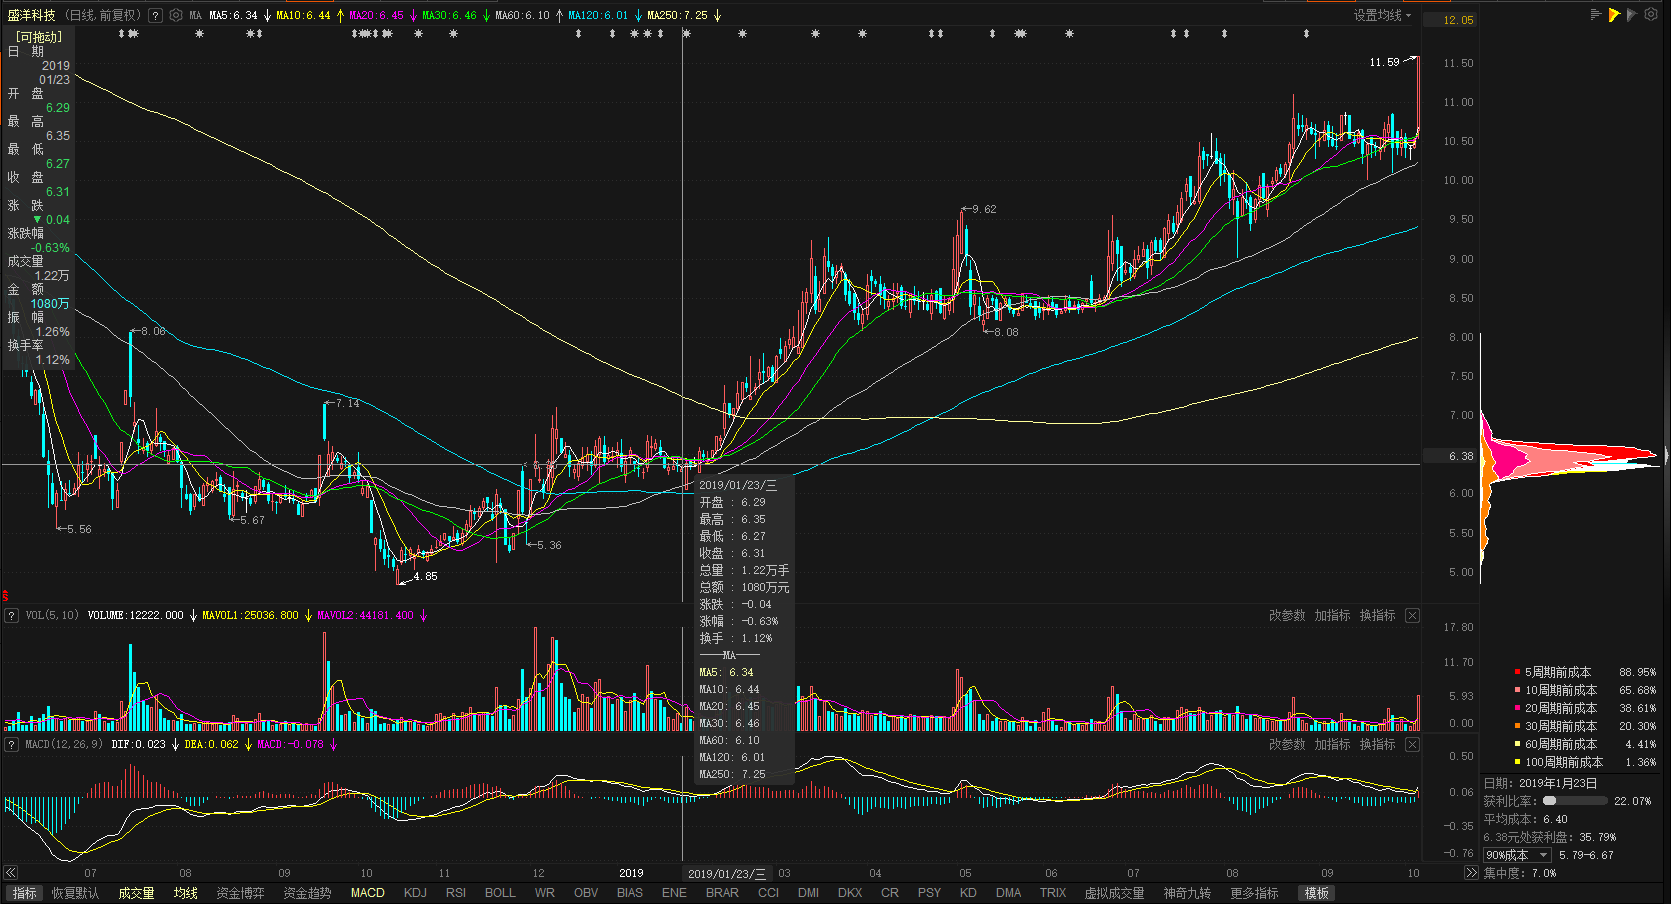 盛洋科技 (日线, 前复权) ? MA MA5:6.34 ↓ MA10:6.44 ↑ MA20:6.45 ↓ MA30:6.46 ↓ MA60:6.10 ↑ MA120:6.01 ↓ MA250:7.25 ↓ 设置均线
[可拖动]
日 期
2019
01/23
开 盘
6.29
最 高
6.35
最 低
6.27
收 盘
6.31
涨 跌
▼ 0.04
涨跌幅
-0.63%
成交量
1.22万
金 额
1080万
振 幅
1.26%
换手率
1.12%
12.05
11.50
11.00
10.50
10.00
9.50
9.00
8.50
8.00
7.50
7.00
6.38
6.00
5.50
5.00
11.59
9.62
8.08
8.06
7.14
5.56
5.67
5.36
4.85
2019/01/23/三
开盘 : 6.29
最高 : 6.35
最低 : 6.27
收盘 : 6.31
总量 : 1.22万手
总额 : 1080万元
涨跌 : -0.04
涨幅 : -0.63%
换手 : 1.12%
MA
MA5: 6.34
MA10: 6.44
MA20: 6.45
MA30: 6.46
MA60: 6.10
MA120: 6.01
MA250: 7.25
? VOL(5,10) VOLUME:12222.000 ↓ MAVOL1:25036.800 ↓ MAVOL2:44181.400 ↓ 改参数 加指标 换指标
17.80
11.70
5.93
0.00
? MACD(12,26,9) DIF:0.023 ↓ DEA:0.062 ↓ MACD:-0.078 ↓ 改参数 加指标 换指标
0.50
0.06
-0.35
-0.76
5周期前成本 88.95%
10周期前成本 65.68%
20周期前成本 38.61%
30周期前成本 20.30%
60周期前成本 4.41%
100周期前成本 1.36%
日期: 2019年1月23日
获利比率: 22.07%
平均成本: 6.40
6.38元处获利盘: 35.79%
90%成本 5.79-6.67
集中度: 7.0%
07 08 09 10 11 12 2019 2019/01/23/三 03 04 05 06 07 08 09 10
指标 恢复默认 成交量 均线 资金博弈 资金趋势 MACD KDJ RSI BOLL WR OBV BIAS ENE BRAR CCI DMI DKX CR PSY KD DMA TRIX 虚拟成交量 神奇九转 更多指标 模板